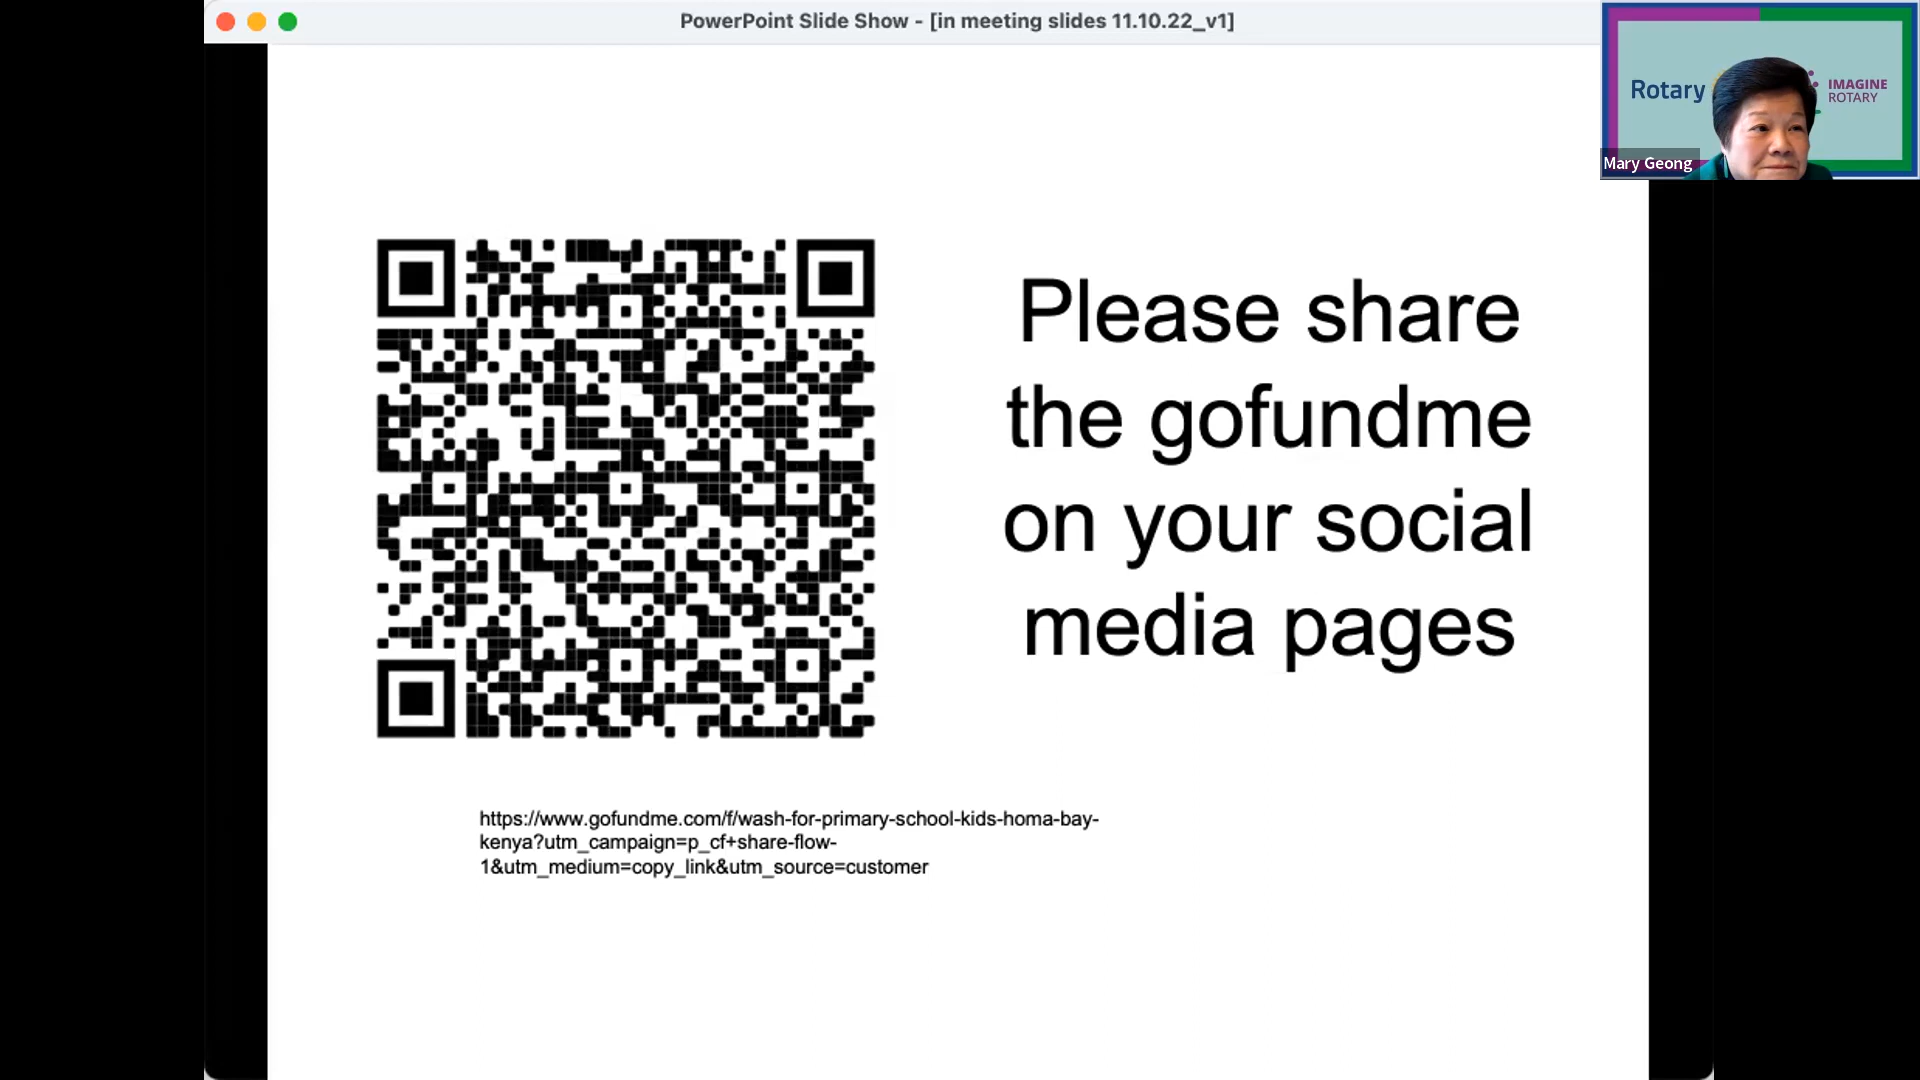 PowerPoint Slide Show - [in meeting slides 11.10.22_v1]
Rotary
IMAGINE
ROTARY
Mary Geong
Please share
the gofundme
on your social
media pages
https://www.gofundme.com/f/wash-for-primary-school-kids-homa-bay-
kenya?utm_campaign=p_cf+share-flow-
1&utm_medium=copy_link&utm_source=customer